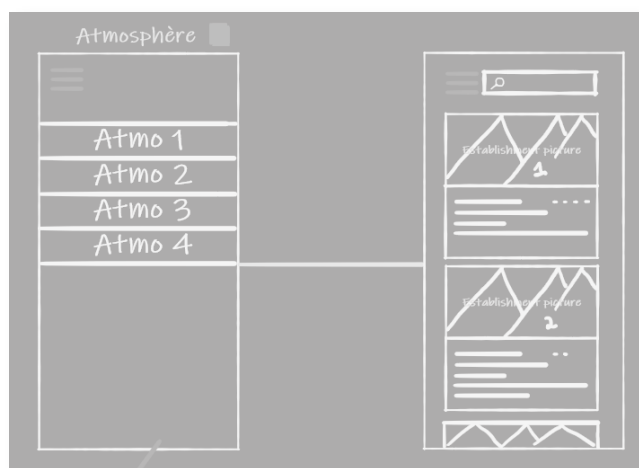 Atmosphère
Atmo 1
Atmo 2
Atmo 3
Atmo 4
Establishment picture
1
Establishment picture
2